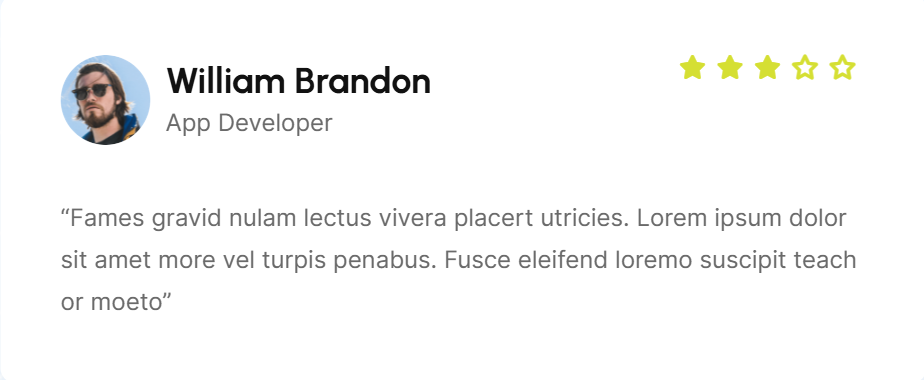 William Brandon
App Developer
“Fames gravid nulam lectus vivera placert utricies. Lorem ipsum dolor
sit amet more vel turpis penabus. Fusce eleifend loremo suscipit teach
or moeto”